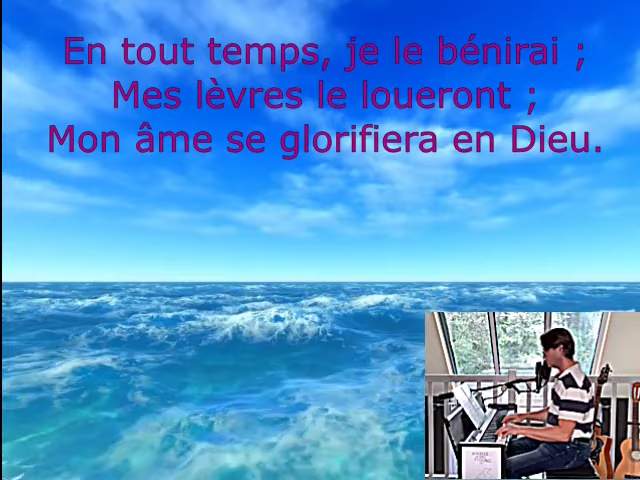 En tout temps, je le bénirai ;
Mes lèvres le loueront ;
Mon âme se glorifiera en Dieu.